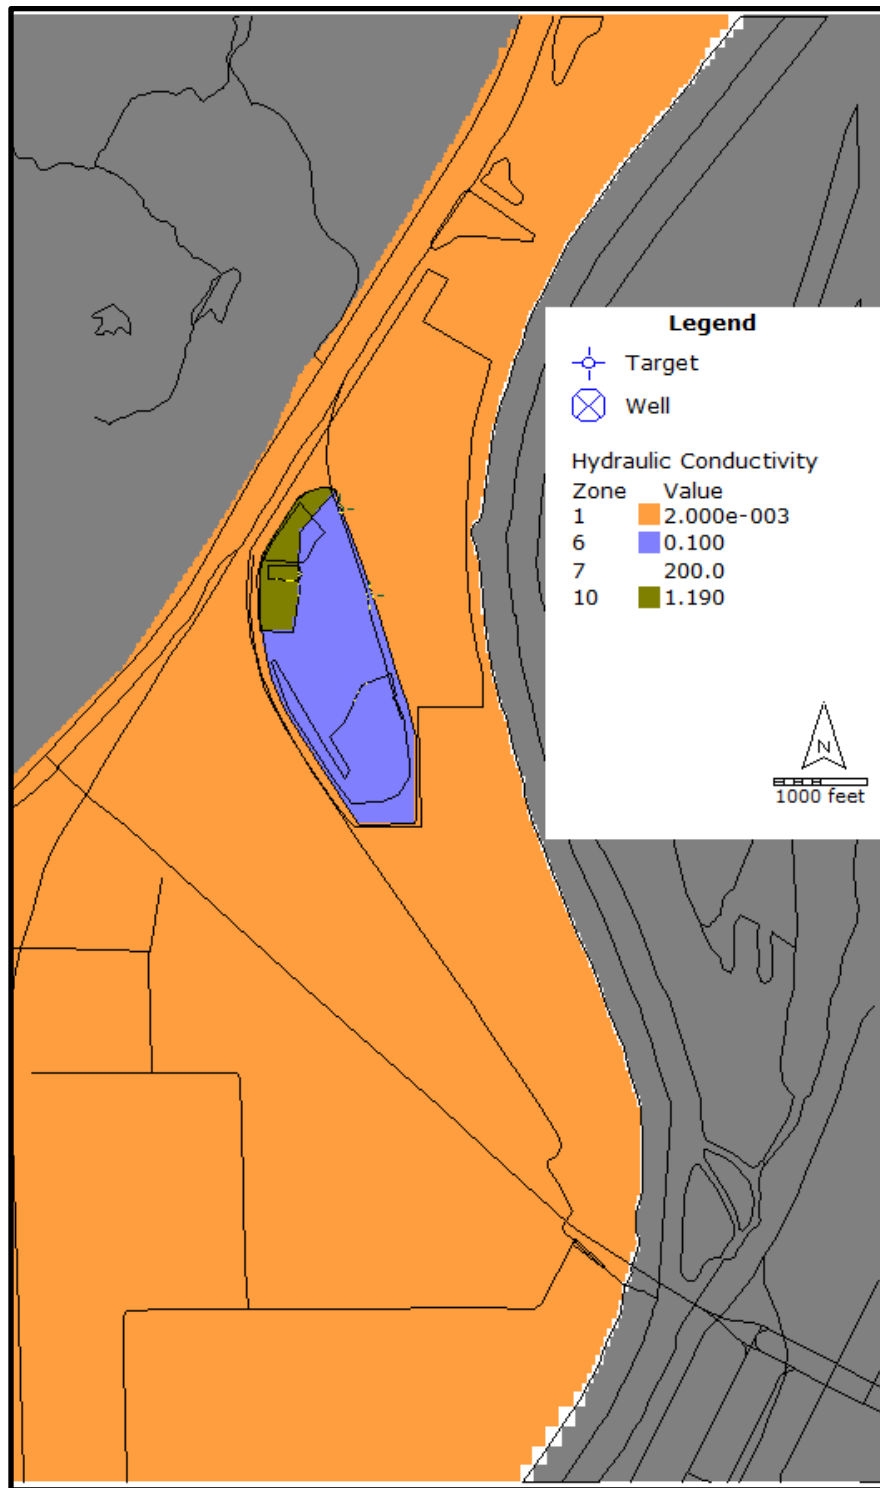 Legend
Target
Well
Hydraulic Conductivity
Zone Value
1 2.000e-003
6 0.100
7 200.0
10 1.190
N
1000 feet